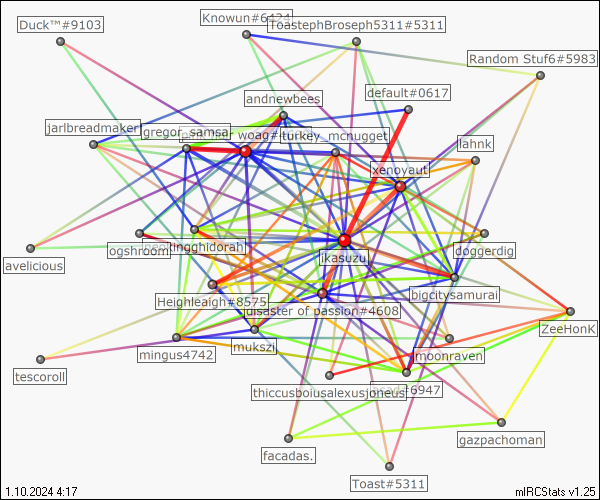 Duck™#9103
Knowun#6424
ToastephBroseph5311#5311
Random Stuf6#5983
default#0617
andnewbees
jarlbreadmaker
gregor_samsa
woag#
turkey_mcnugget
lahnk
xenoyaut
ogshroom
tingghidorah
jkasuzu
doggerdig
avelicious
bigcitysamurai
Heighleaigh#8575
disaster of passion#4608
ZeeHonK
mukszi
mingus4742
moonraven
tescoroll
thiccusboiusalexusjoneus
#6947
gazpachoman
facadas.
Toast#5311
1.10.2024 4:17
mIRCStats v1.25